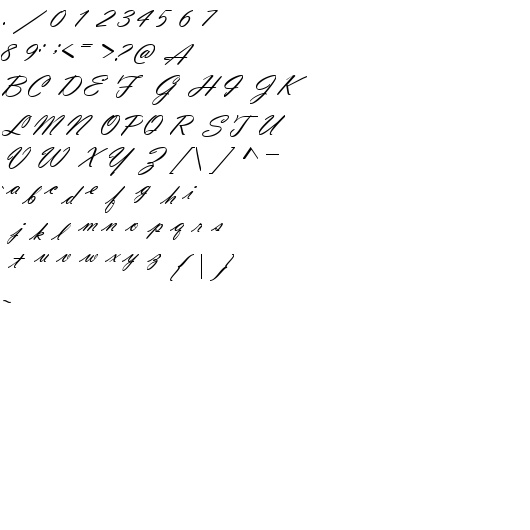 . / 0 1 2 3 4 5 6 7
8 9 : ; < = > ? @ A
B C D E F G H I J K
L M N O P Q R S T U
V W X Y Z [ \ ] ^ _
` a b c d e f g h i
j k l m n o p q r s
t u v w x y z { | }
~